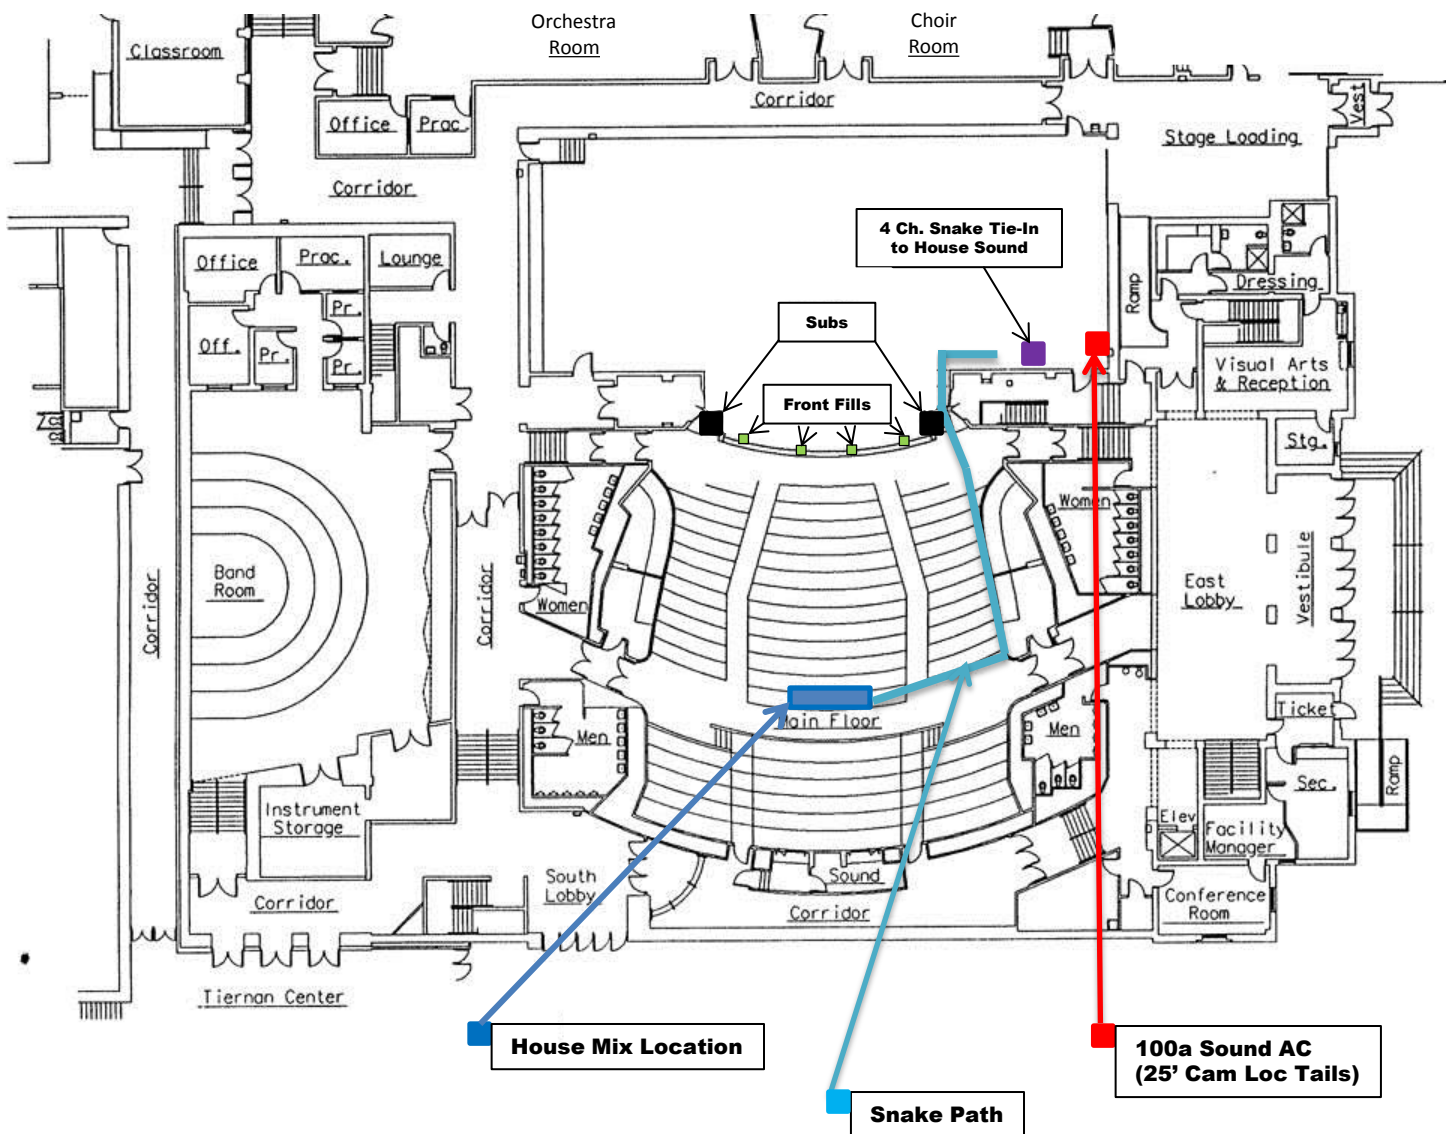 Orchestra
Room
Choir
Room
Classroom
Office
Prac.
Corridor
Vest
Stage Loading
Corridor
4 Ch. Snake Tie-In
to House Sound
Office
Prac.
Lounge
Ramp
Dressing
Pr.
Subs
Off.
Pr.
Pr.
Visual Arts
& Reception
Front Fills
Stg.
Women
Band
Room
Corridor
Corridor
Women
East
Lobby
Vestibule
Main Floor
Ticket
Men
Men
Sec.
Ramp
Instrument
Storage
Elev
Facility
Manager
South
Lobby
Sound
Corridor
Corridor
Conference
Room
Tiernan Center
House Mix Location
100a Sound AC
(25' Cam Loc Tails)
Snake Path